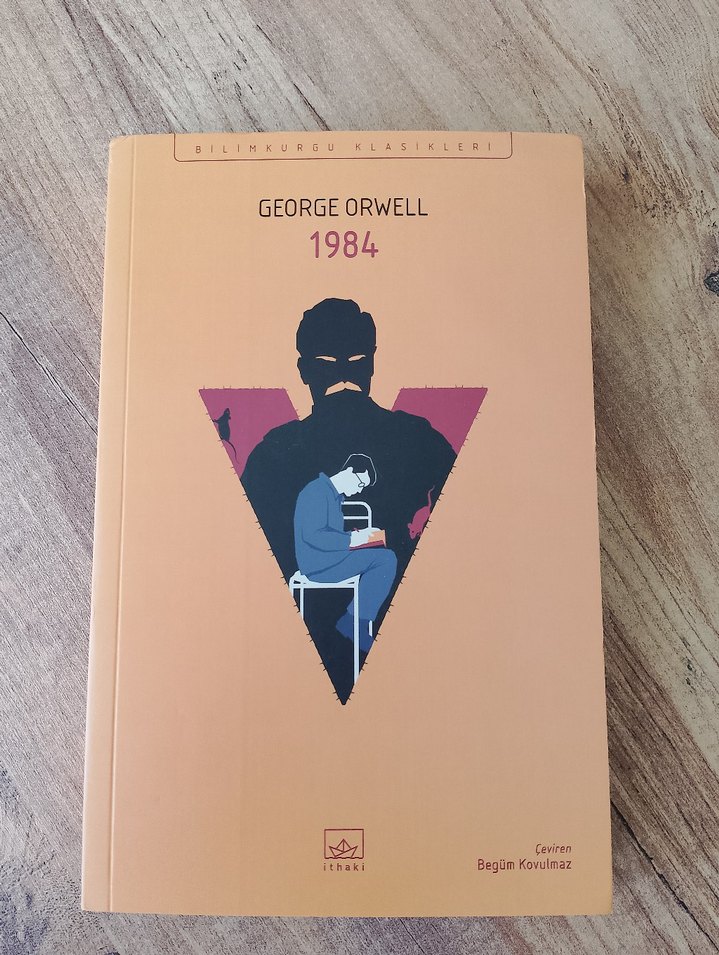 BİLİMKURGU KLASİKLERİ
GEORGE ORWELL
1984
ithaki
Çeviren
Begüm Kovulmaz